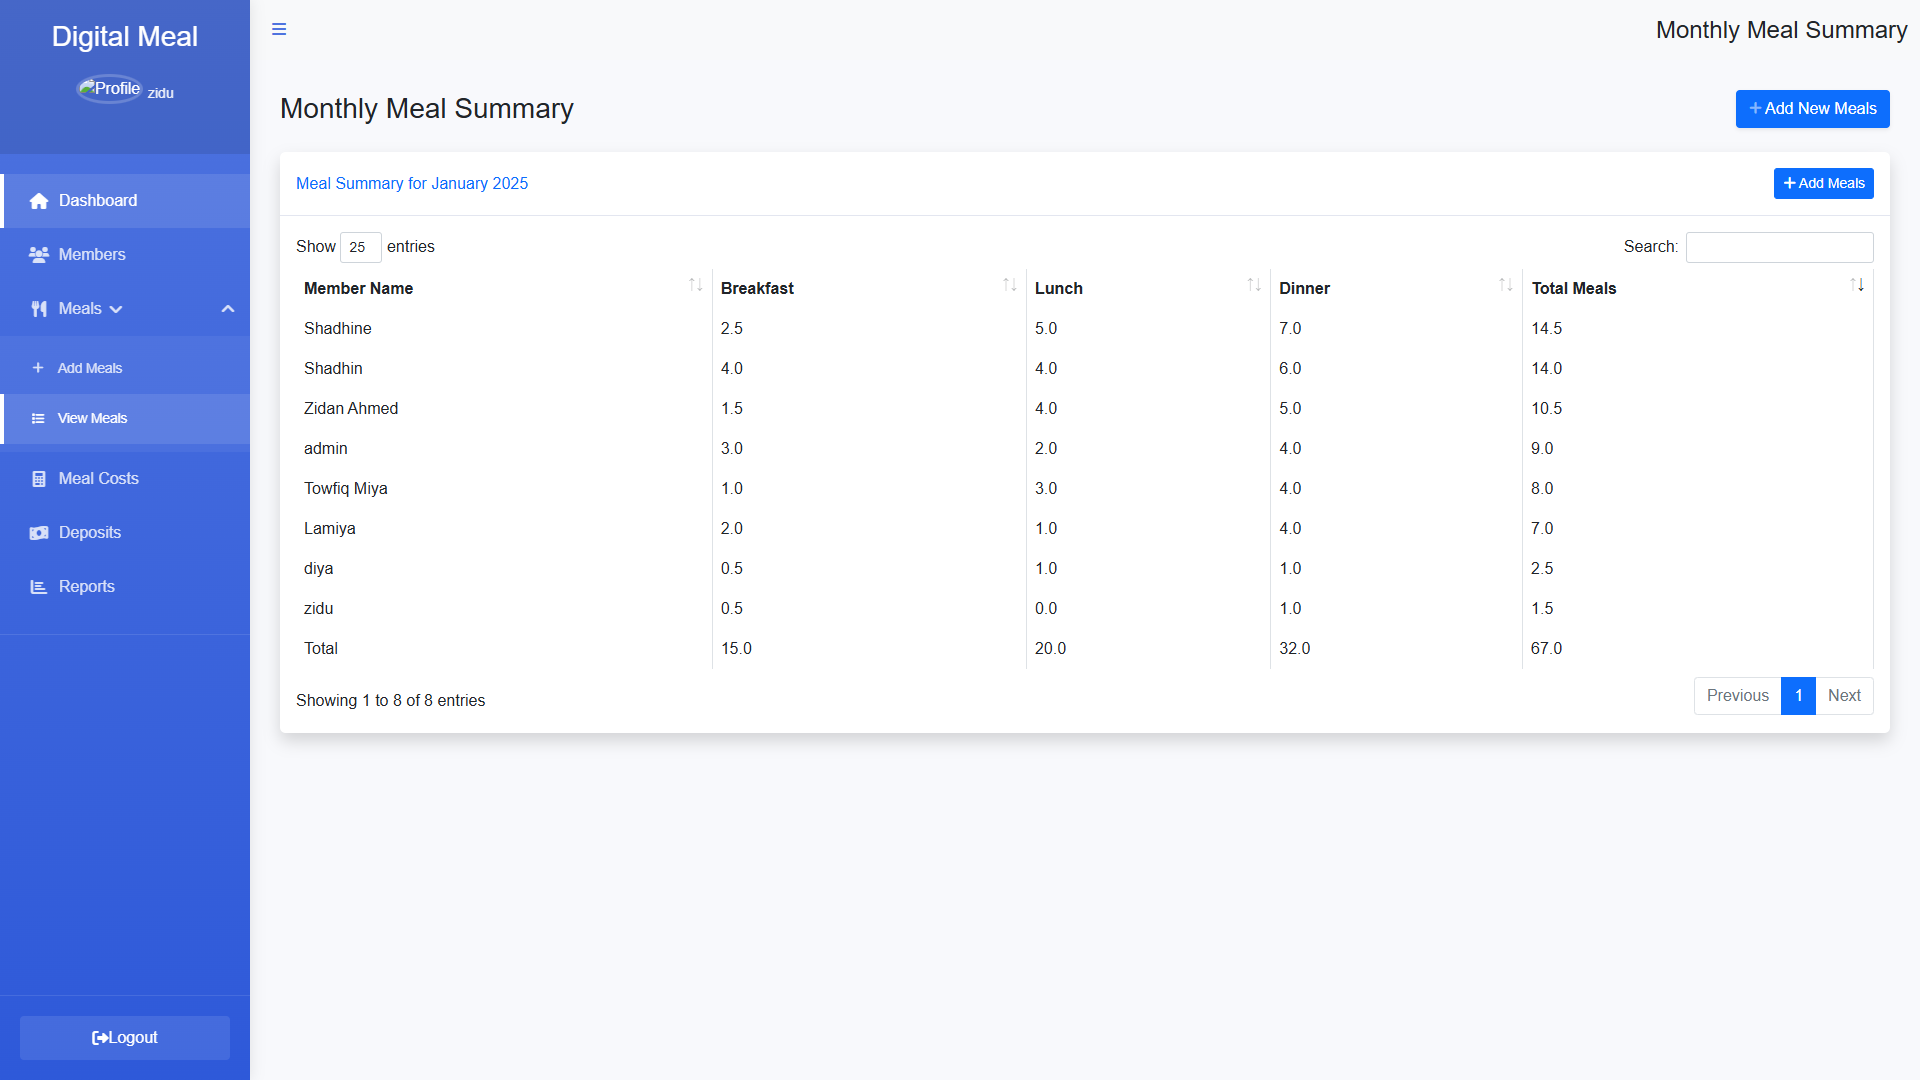 Digital Meal
Profile zidu
Dashboard
Members
Meals
Add Meals
View Meals
Meal Costs
Deposits
Reports
Logout
Monthly Meal Summary
Monthly Meal Summary
+ Add New Meals
Meal Summary for January 2025
+ Add Meals
Show 25 entries
Search:
Member Name Breakfast Lunch Dinner Total Meals
Shadhine 2.5 5.0 7.0 14.5
Shadhin 4.0 4.0 6.0 14.0
Zidan Ahmed 1.5 4.0 5.0 10.5
admin 3.0 2.0 4.0 9.0
Towfiq Miya 1.0 3.0 4.0 8.0
Lamiya 2.0 1.0 4.0 7.0
diya 0.5 1.0 1.0 2.5
zidu 0.5 0.0 1.0 1.5
Total 15.0 20.0 32.0 67.0
Showing 1 to 8 of 8 entries
Previous 1 Next